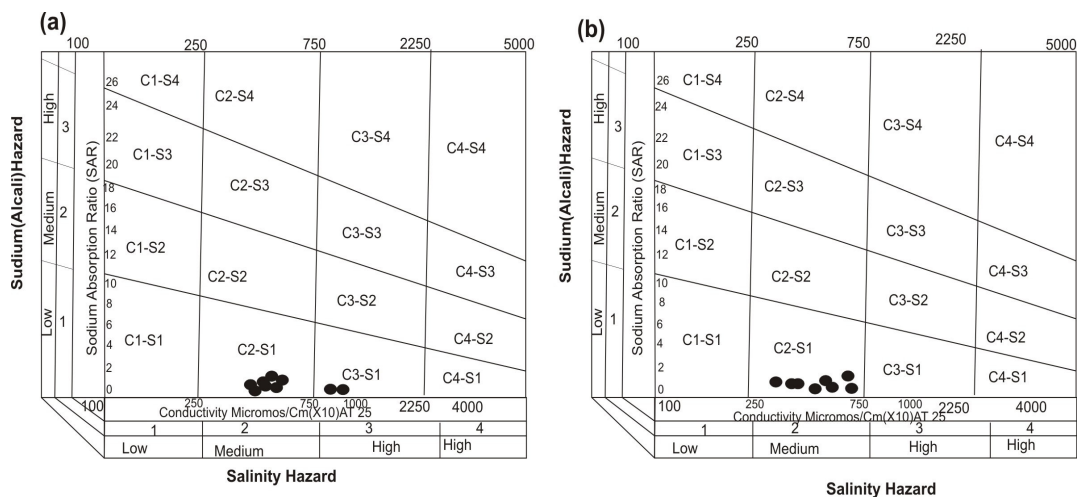 (a)
100 250 750 2250 5000
Sudium(Alcali)Hazard
High
Medium
Low
3
2
1
Sodium Absorption Ratio (SAR)
26
24
22
20
18
16
14
12
10
8
6
4
2
0
C1-S4 C2-S4 C3-S4 C4-S4
C1-S3 C2-S3 C3-S3 C4-S3
C1-S2 C2-S2 C3-S2 C4-S2
C1-S1 C2-S1 C3-S1 C4-S1
100 250 750 1000 2250 4000
Conductivity Micromos/Cm(X10)AT 25
1 2 3 4
Low Medium High High
Salinity Hazard
(b)
100 250 750 2250 5000
Sudium(Alcali)Hazard
High
Medium
Low
3
2
1
Sodium Absorption Ratio (SAR)
26
24
22
20
18
16
14
12
10
8
6
4
2
0
C1-S4 C2-S4 C3-S4 C4-S4
C1-S3 C2-S3 C3-S3 C4-S3
C1-S2 C2-S2 C3-S2 C4-S2
C1-S1 C2-S1 C3-S1 C4-S1
100 250 750 1000 2250 4000
Conductivity Micromos/Cm(X10)AT 25
1 2 3 4
Low Medium High High
Salinity Hazard